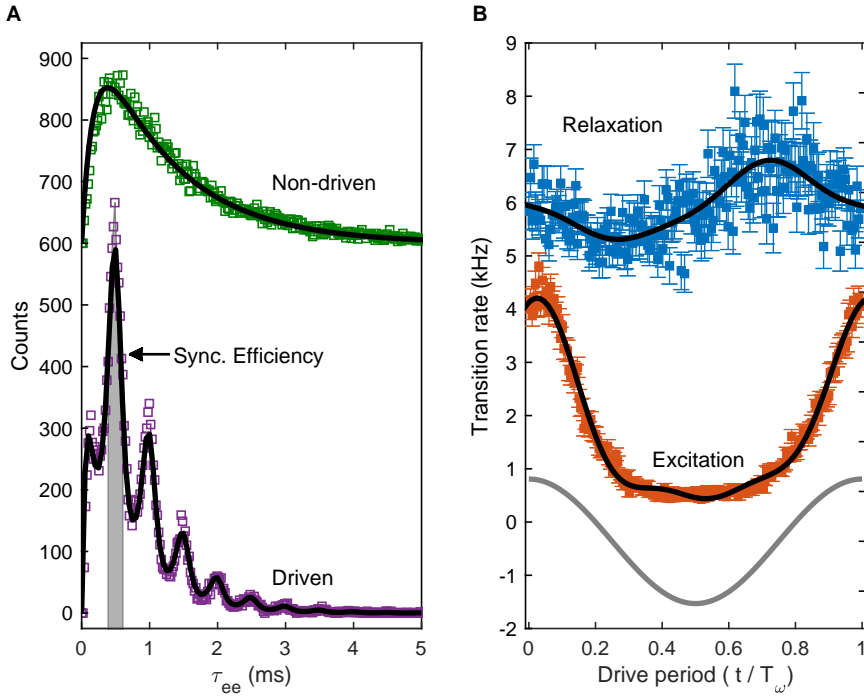 A
900
800
700
600
500
400
300
200
100
0
Counts
Non-driven
Sync. Efficiency
Driven
0 1 2 3 4 5
τee (ms)
B
9
8
7
6
5
4
3
2
1
0
-1
-2
Transition rate (kHz)
Relaxation
Excitation
0 0.2 0.4 0.6 0.8 1
Drive period ( t / Tω)